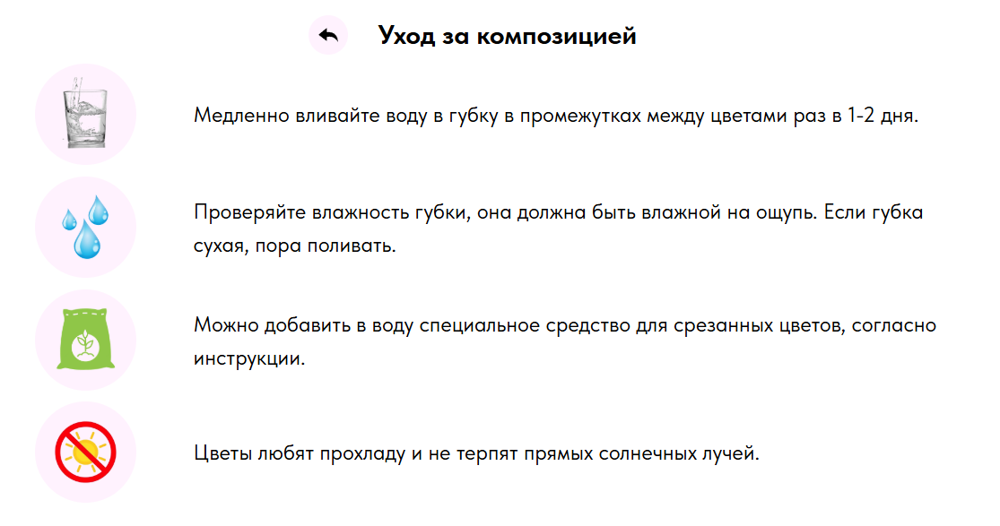 Уход за композицией
Медленно вливайте воду в губку в промежутках между цветами раз в 1-2 дня.
Проверяйте влажность губки, она должна быть влажной на ощупь. Если губка
сухая, пора поливать.
Можно добавить в воду специальное средство для срезанных цветов, согласно
инструкции.
Цветы любят прохладу и не терпят прямых солнечных лучей.